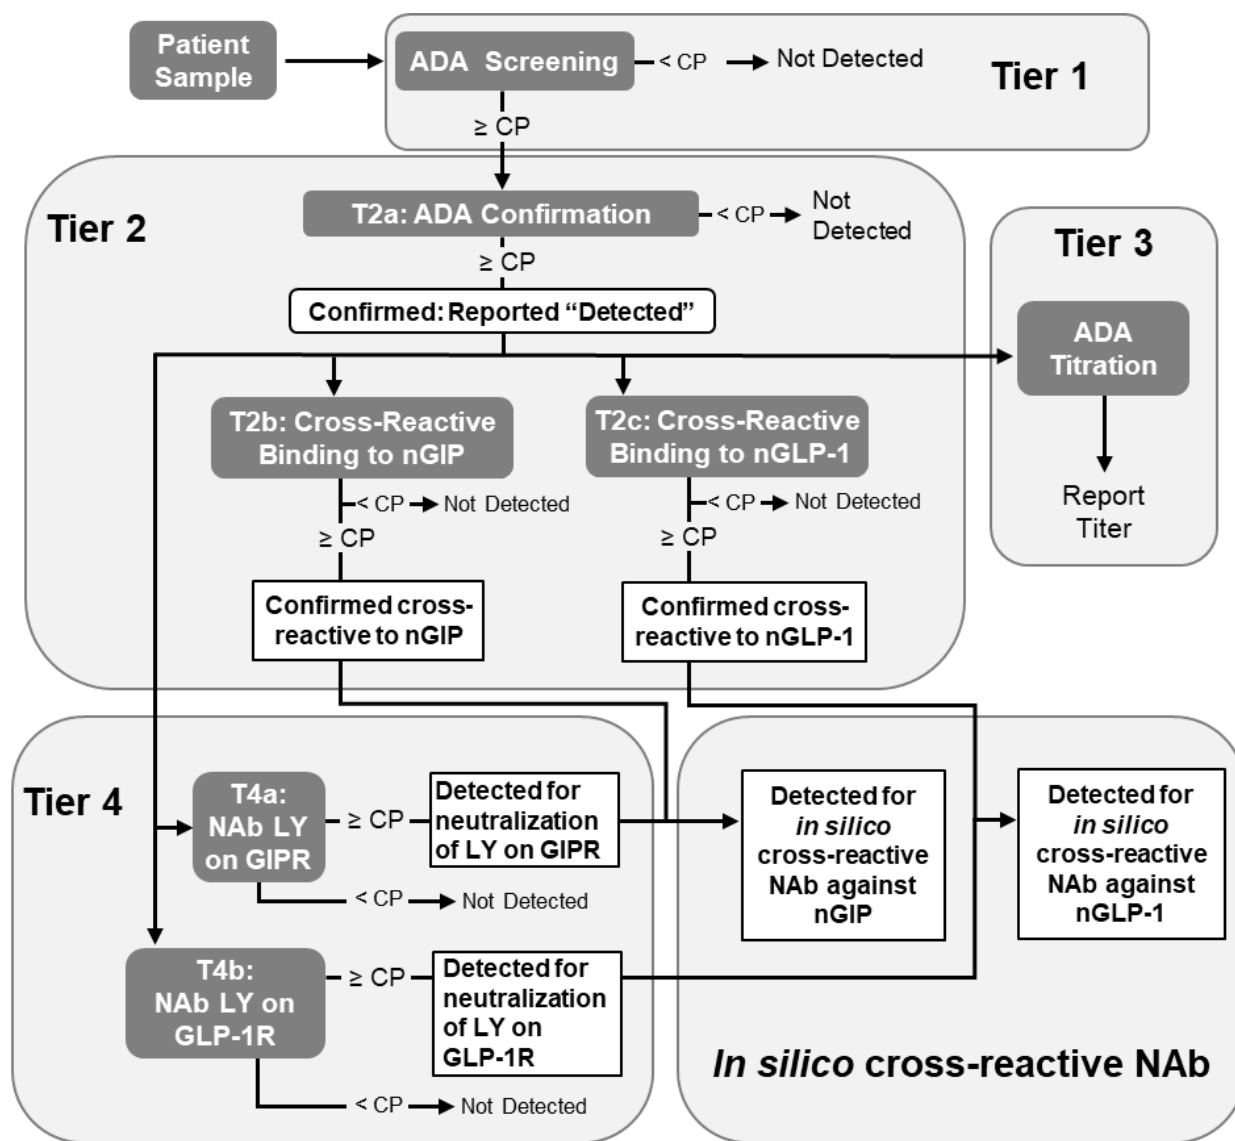 Patient
Sample
ADA Screening
< CP
Not Detected
Tier 1
≥ CP
Tier 2
T2a: ADA Confirmation
< CP
Not
Detected
≥ CP
Confirmed: Reported “Detected”
Tier 3
ADA
Titration
Report
Titer
T2b: Cross-Reactive
Binding to nGIP
< CP
Not Detected
≥ CP
Confirmed cross-
reactive to nGIP
T2c: Cross-Reactive
Binding to nGLP-1
< CP
Not Detected
≥ CP
Confirmed cross-
reactive to nGLP-1
Tier 4
T4a:
NAb LY
on GIPR
≥ CP
Detected for
neutralization
of LY on GIPR
< CP
Not Detected
T4b:
NAb LY on
GLP-1R
≥ CP
Detected for
neutralization
of LY on
GLP-1R
< CP
Not Detected
Detected for
in silico
cross-reactive
NAb against
nGIP
Detected for
in silico
cross-reactive
NAb against
nGLP-1
In silico cross-reactive NAb